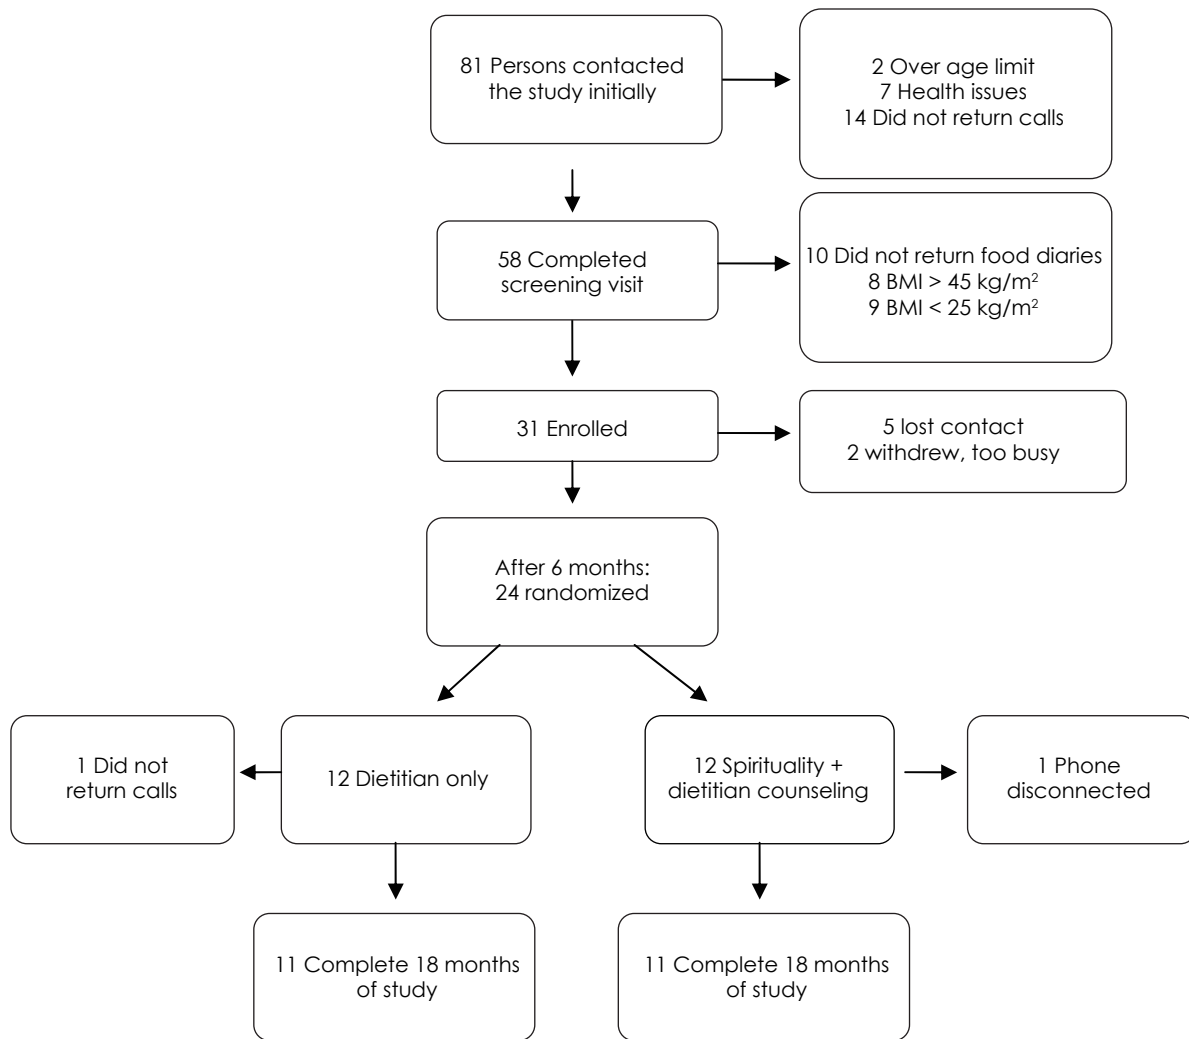 81 Persons contacted
the study initially
2 Over age limit
7 Health issues
14 Did not return calls
58 Completed
screening visit
10 Did not return food diaries
8 BMI > 45 kg/m²
9 BMI < 25 kg/m²
31 Enrolled
5 lost contact
2 withdrew, too busy
After 6 months:
24 randomized
1 Did not
return calls
12 Dietitian only
12 Spirituality +
dietitian counseling
1 Phone
disconnected
11 Complete 18 months
of study
11 Complete 18 months
of study